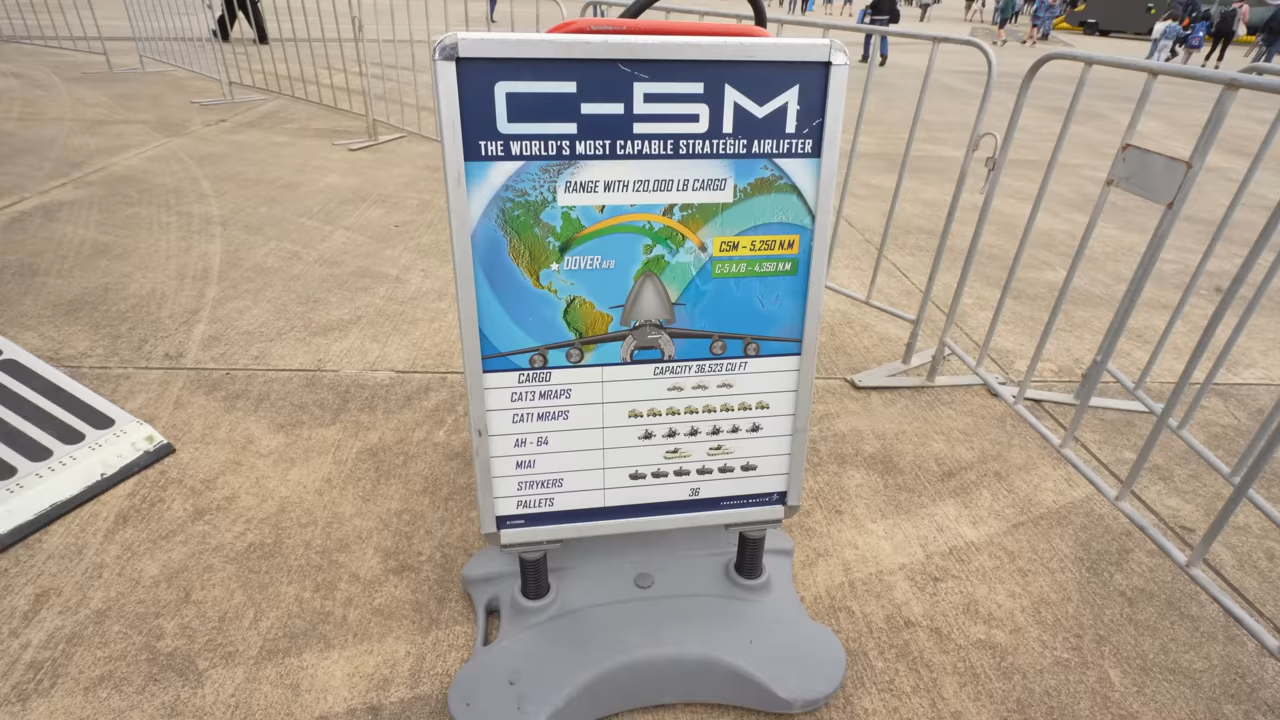 C-5M
THE WORLD'S MOST CAPABLE STRATEGIC AIRLIFTER
RANGE WITH 120,000 LB CARGO
C5M – 5,250 N.M
C-5 A/B – 4,350 N.M
DOVER AFB
CARGO CAPACITY 36,523 CU FT
CAT3 MRAPS
CAT1 MRAPS
AH - 64
M1A1
STRYKERS
PALLETS 36
LOCKHEED MARTIN